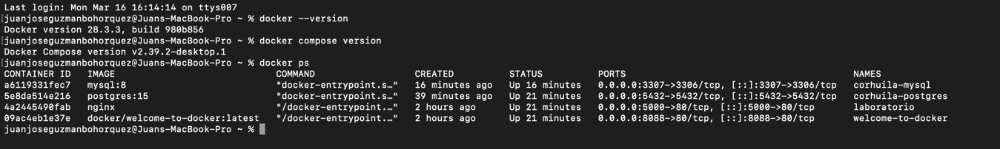 Last login: Mon Mar 16 16:14:14 on ttys007
[juanjoseguzmanbohorquez@Juans-MacBook-Pro ~ % docker --version
Docker version 28.3.3, build 980b856
[juanjoseguzmanbohorquez@Juans-MacBook-Pro ~ % docker compose version
Docker Compose version v2.39.2-desktop.1
[juanjoseguzmanbohorquez@Juans-MacBook-Pro ~ % docker ps
CONTAINER ID   IMAGE                             COMMAND                  CREATED          STATUS          PORTS                                         NAMES
a6119331fec7   mysql:8                           "docker-entrypoint.s…"   16 minutes ago   Up 16 minutes   0.0.0.0:3307->3306/tcp, [::]:3307->3306/tcp   corhuila-mysql
5e8da514e216   postgres:15                       "docker-entrypoint.s…"   39 minutes ago   Up 21 minutes   0.0.0.0:5432->5432/tcp, [::]:5432->5432/tcp   corhuila-postgres
4a2445490fab   nginx                             "/docker-entrypoint.…"   2 hours ago      Up 21 minutes   0.0.0.0:5000->80/tcp, [::]:5000->80/tcp       laboratorio
09ac4eb1e37e   docker/welcome-to-docker:latest   "/docker-entrypoint.…"   2 hours ago      Up 21 minutes   0.0.0.0:8088->80/tcp, [::]:8088->80/tcp       welcome-to-docker
juanjoseguzmanbohorquez@Juans-MacBook-Pro ~ %